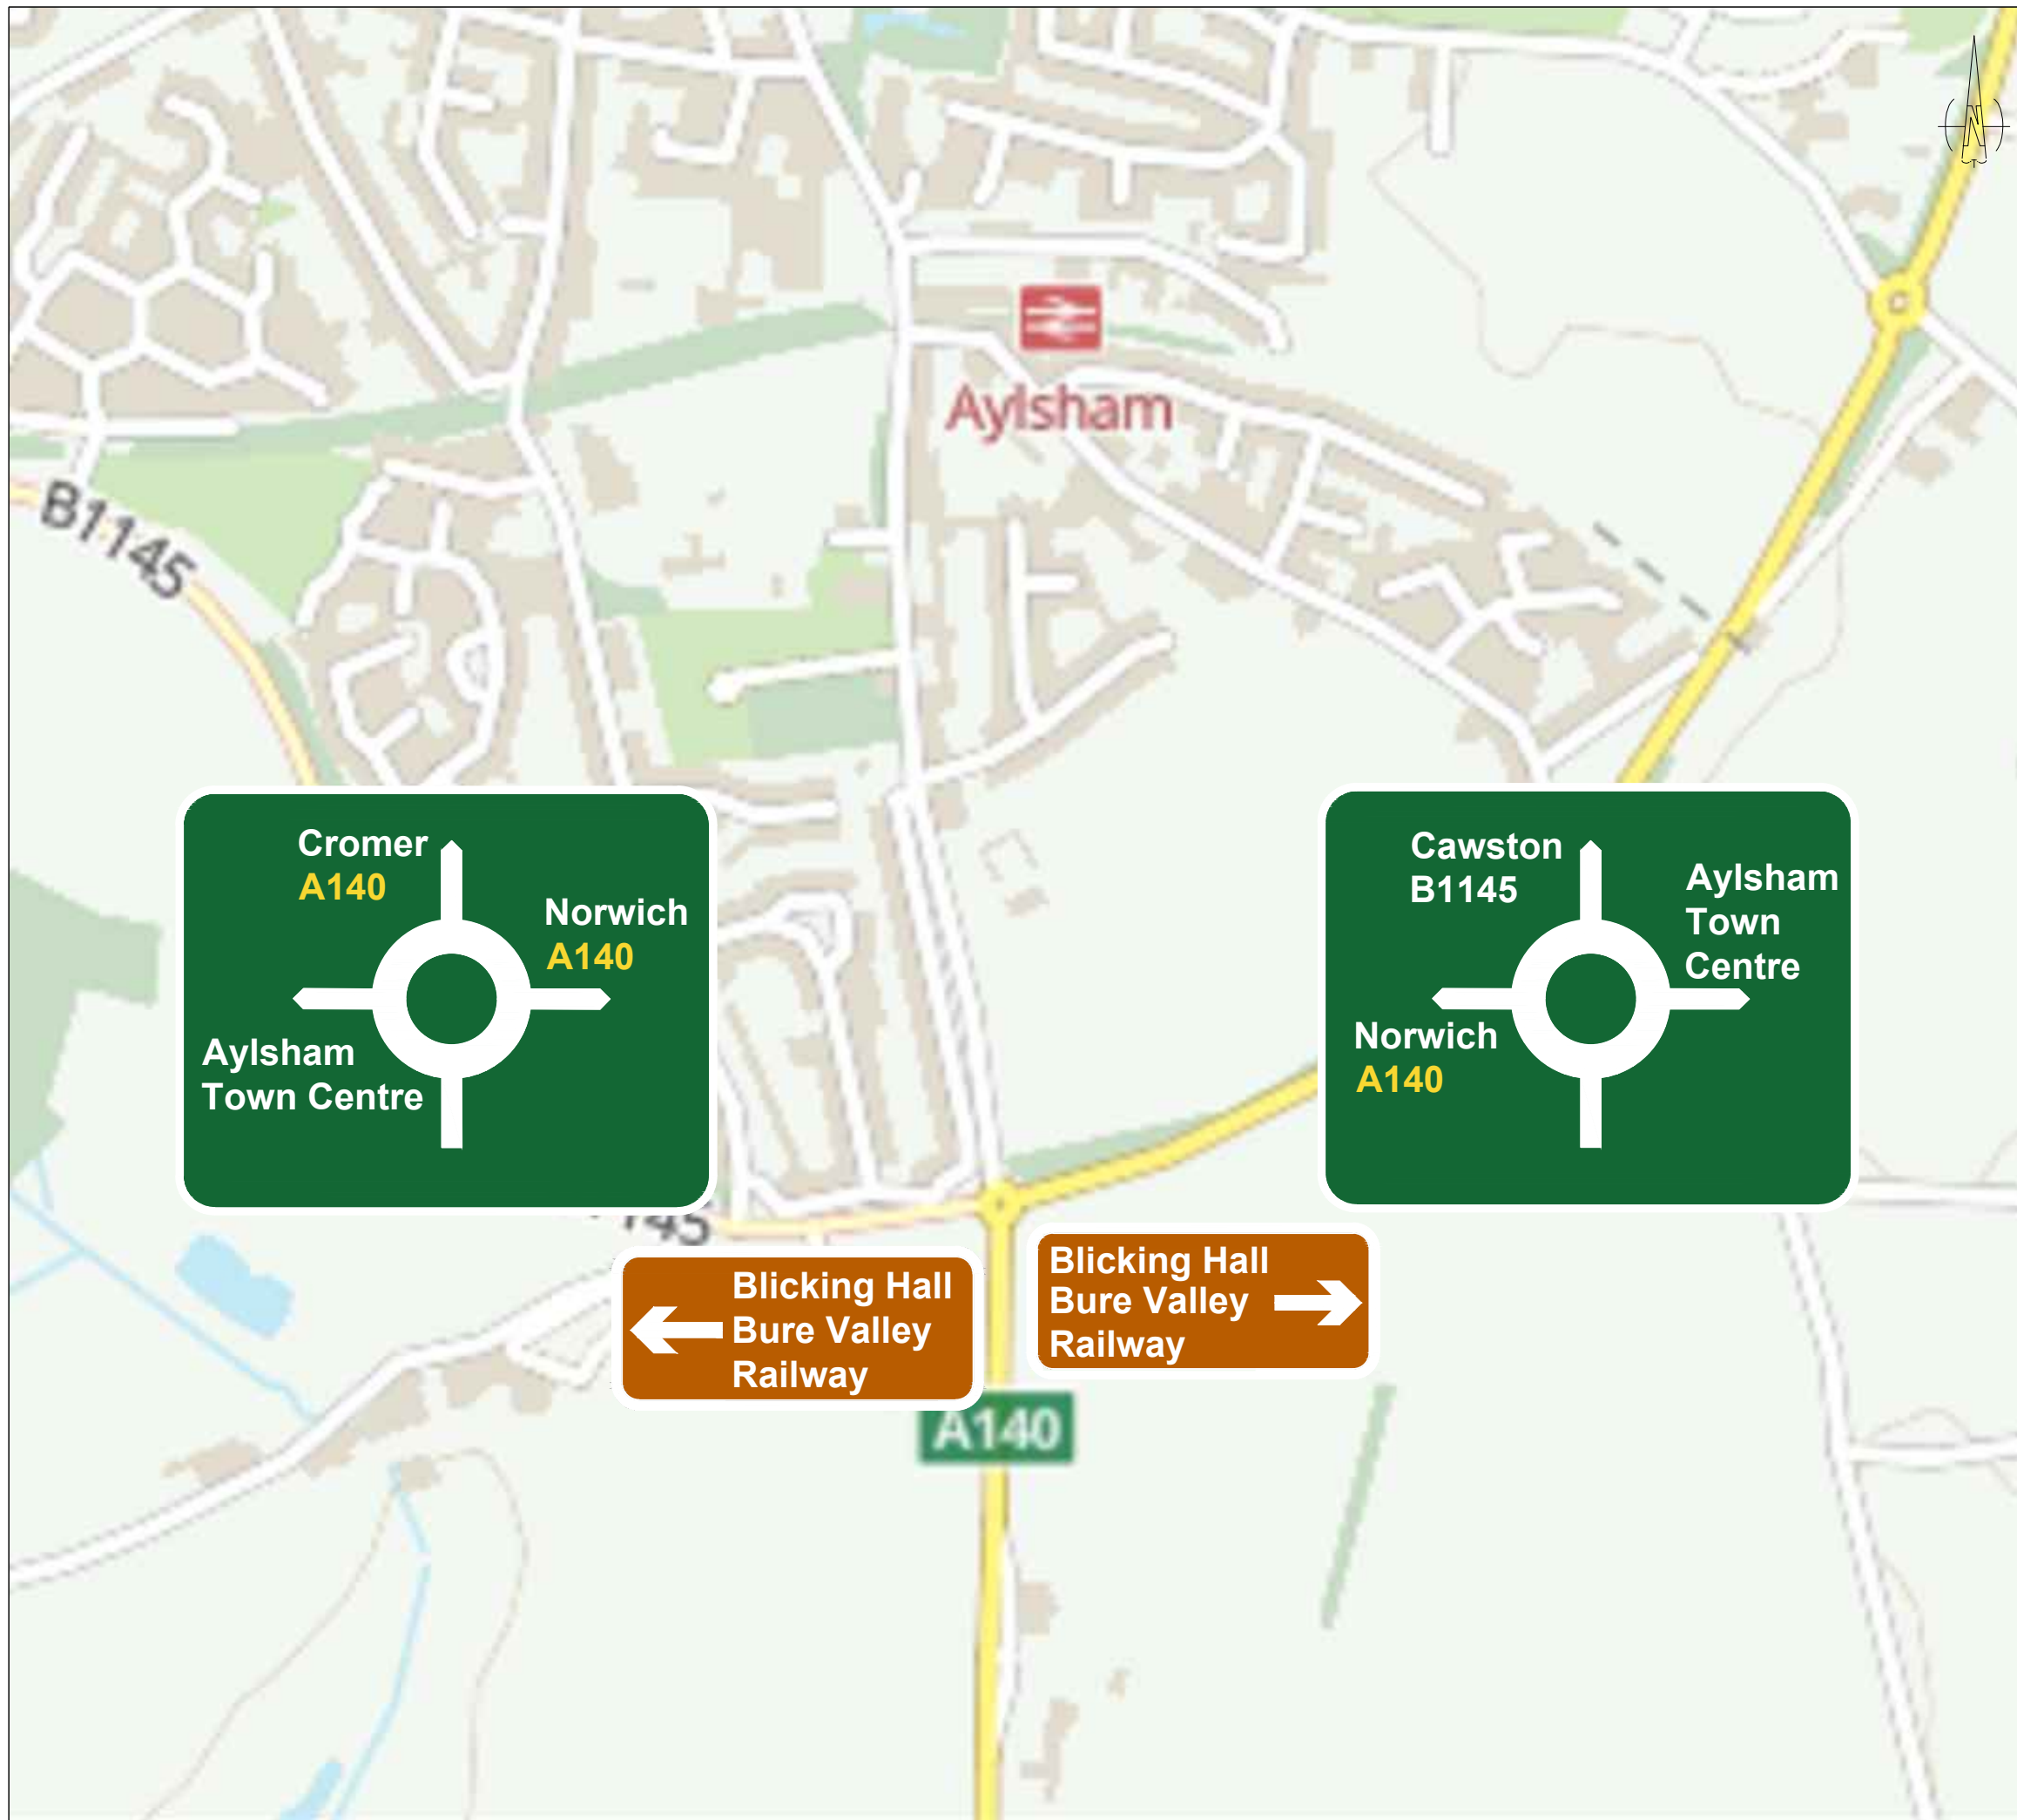 N
Aylsham
B1145
Cromer
A140
Norwich
A140
Aylsham
Town Centre
Cawston
B1145
Aylsham
Town
Centre
Norwich
A140
145
Blicking Hall
Bure Valley
Railway
Blicking Hall
Bure Valley
Railway
A140